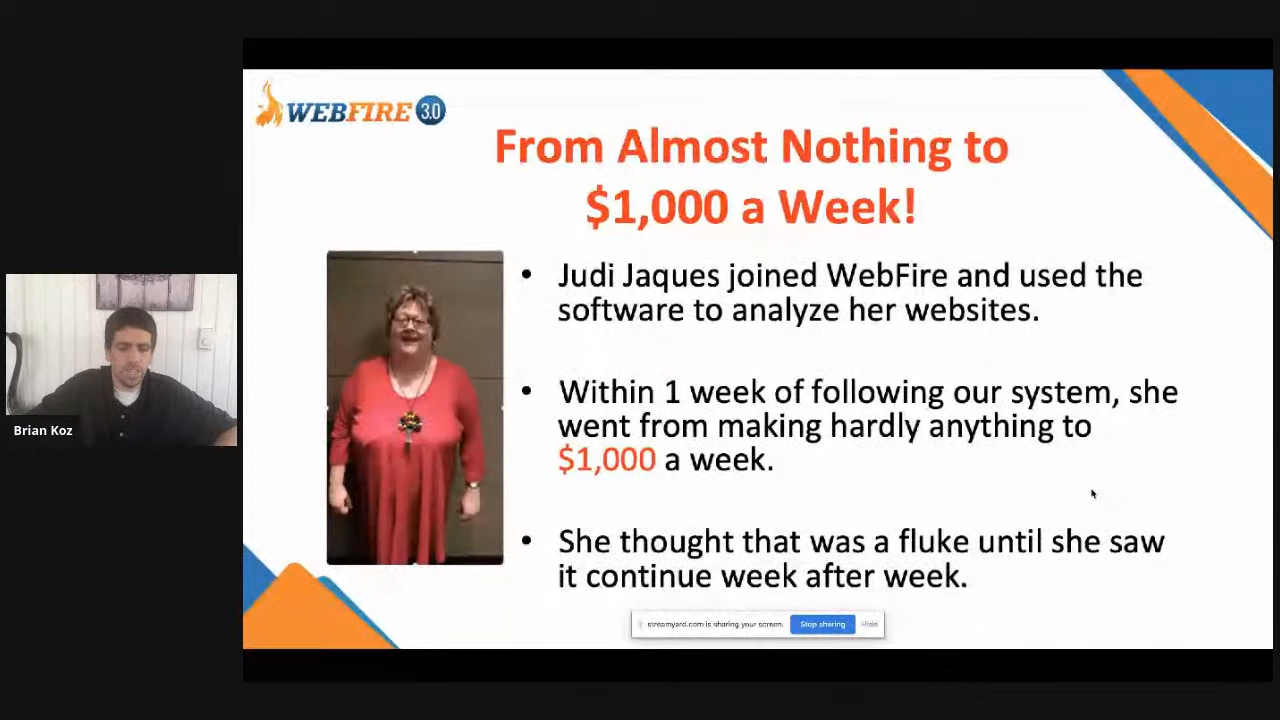 WEBFIRE 3.0
From Almost Nothing to
$1,000 a Week!
• Judi Jaques joined WebFire and used the
software to analyze her websites.
• Within 1 week of following our system, she
went from making hardly anything to
$1,000 a week.
• She thought that was a fluke until she saw
it continue week after week.
Brian Koz
streamyard.com is sharing your screen. Stop sharing Hide